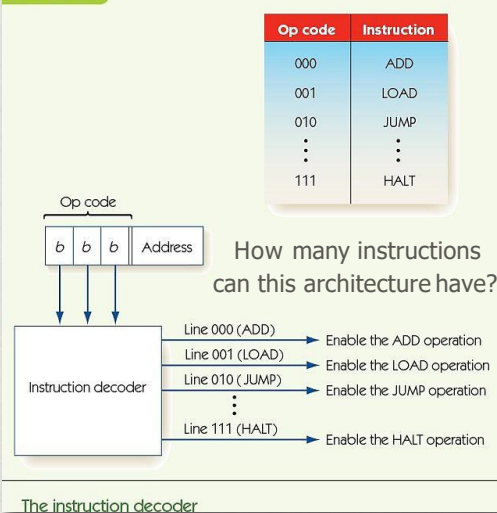 Op code Instruction
000 ADD
001 LOAD
010 JUMP
111 HALT
Op code
b b b Address
How many instructions
can this architecture have?
Instruction decoder
Line 000 (ADD)
Enable the ADD operation
Line 001 (LOAD)
Enable the LOAD operation
Line 010 ( JUMP)
Enable the JUMP operation
Line 111 (HALT)
Enable the HALT operation
The instruction decoder